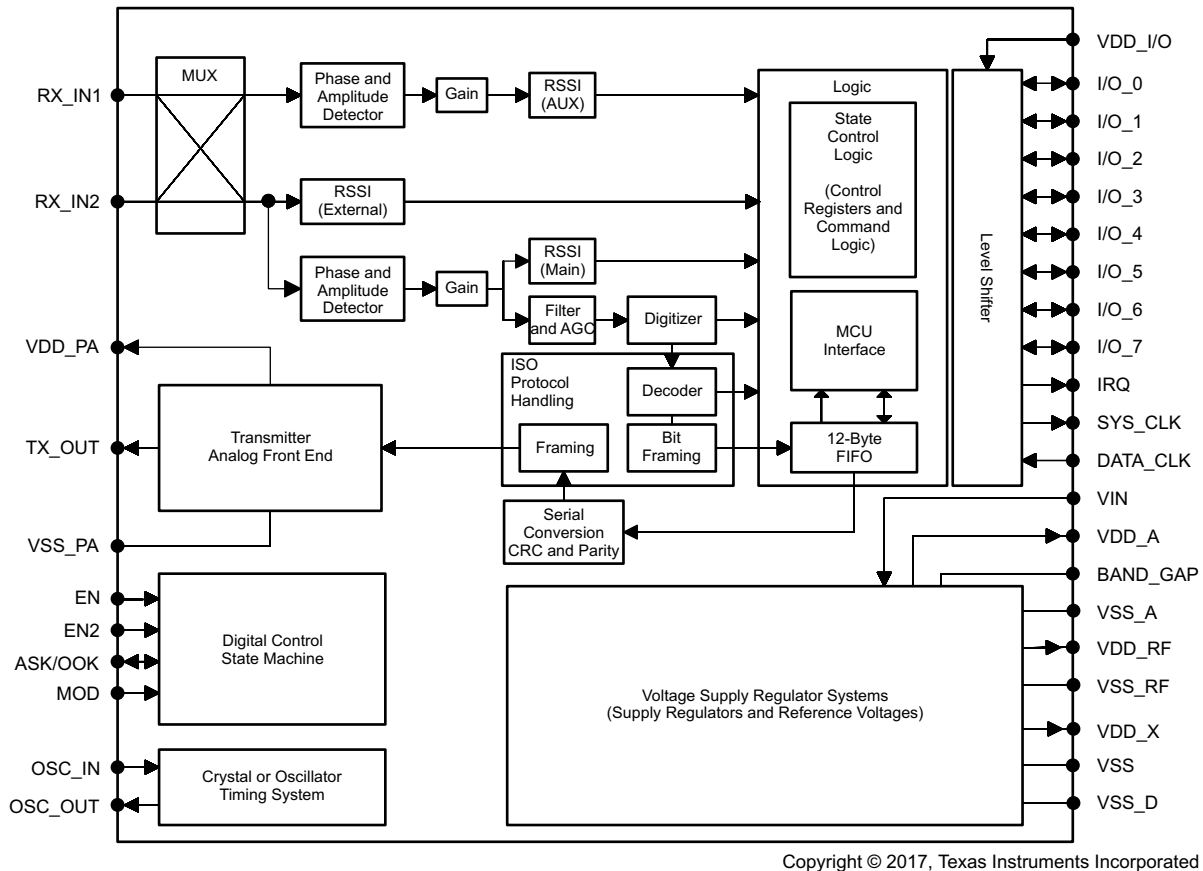 MUX
RX_IN1
Phase and
Amplitude
Detector
Gain
RSSI
(AUX)
RX_IN2
RSSI
(External)
Phase and
Amplitude
Detector
Gain
RSSI
(Main)
Filter
and AGC
Digitizer
ISO
Protocol
Handling
Decoder
Bit
Framing
Framing
Serial
Conversion
CRC and Parity
Logic
State
Control
Logic
(Control
Registers and
Command
Logic)
MCU
Interface
12-Byte
FIFO
Level Shifter
VDD_PA
TX_OUT
VSS_PA
Transmitter
Analog Front End
EN
EN2
ASK/OOK
MOD
Digital Control
State Machine
OSC_IN
OSC_OUT
Crystal or Oscillator
Timing System
Voltage Supply Regulator Systems
(Supply Regulators and Reference Voltages)
VDD_I/O
I/O_0
I/O_1
I/O_2
I/O_3
I/O_4
I/O_5
I/O_6
I/O_7
IRQ
SYS_CLK
DATA_CLK
VIN
VDD_A
BAND_GAP
VSS_A
VDD_RF
VSS_RF
VDD_X
VSS
VSS_D
Copyright © 2017, Texas Instruments Incorporated